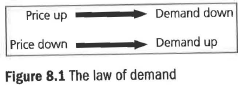 Price up Demand down
Price down Demand up
Figure 8.1 The law of demand